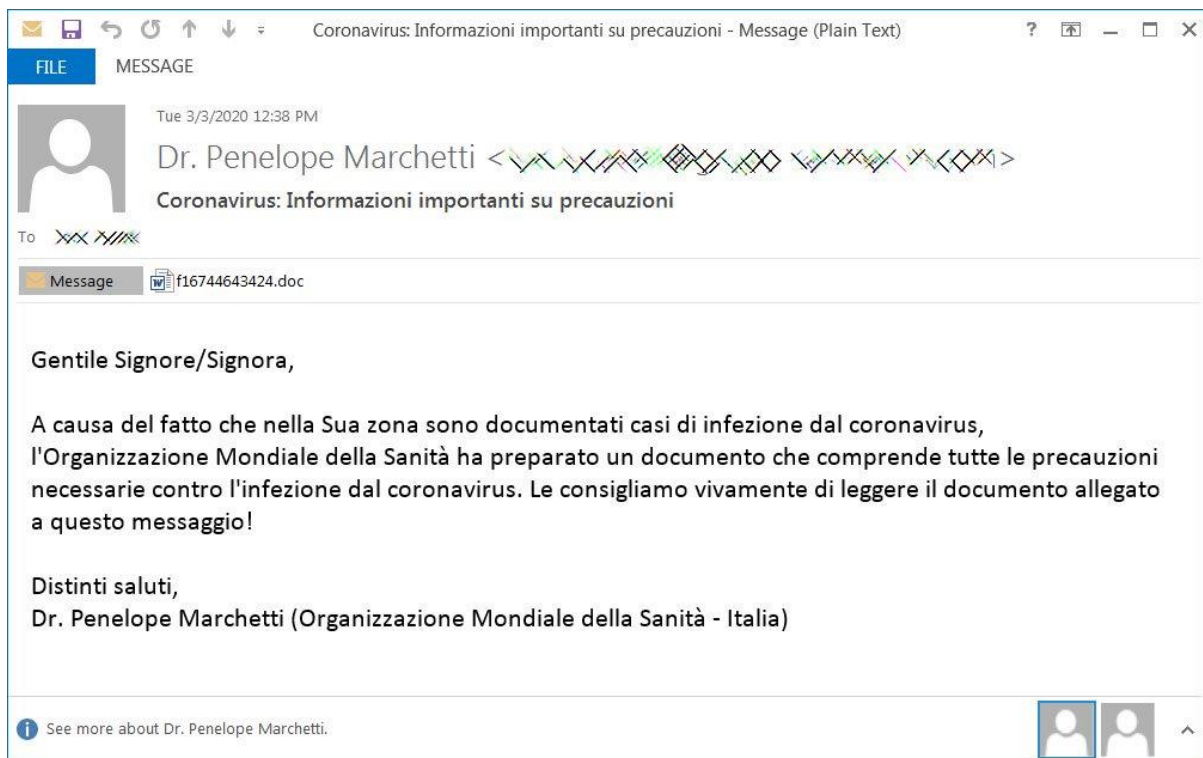 Coronavirus: Informazioni importanti su precauzioni - Message (Plain Text)
FILE MESSAGE
Tue 3/3/2020 12:38 PM
Dr. Penelope Marchetti < >
Coronavirus: Informazioni importanti su precauzioni
To
Message f16744643424.doc
Gentile Signore/Signora,
A causa del fatto che nella Sua zona sono documentati casi di infezione dal coronavirus,
l'Organizzazione Mondiale della Sanità ha preparato un documento che comprende tutte le precauzioni
necessarie contro l'infezione dal coronavirus. Le consigliamo vivamente di leggere il documento allegato
a questo messaggio!
Distinti saluti,
Dr. Penelope Marchetti (Organizzazione Mondiale della Sanità - Italia)
See more about Dr. Penelope Marchetti.